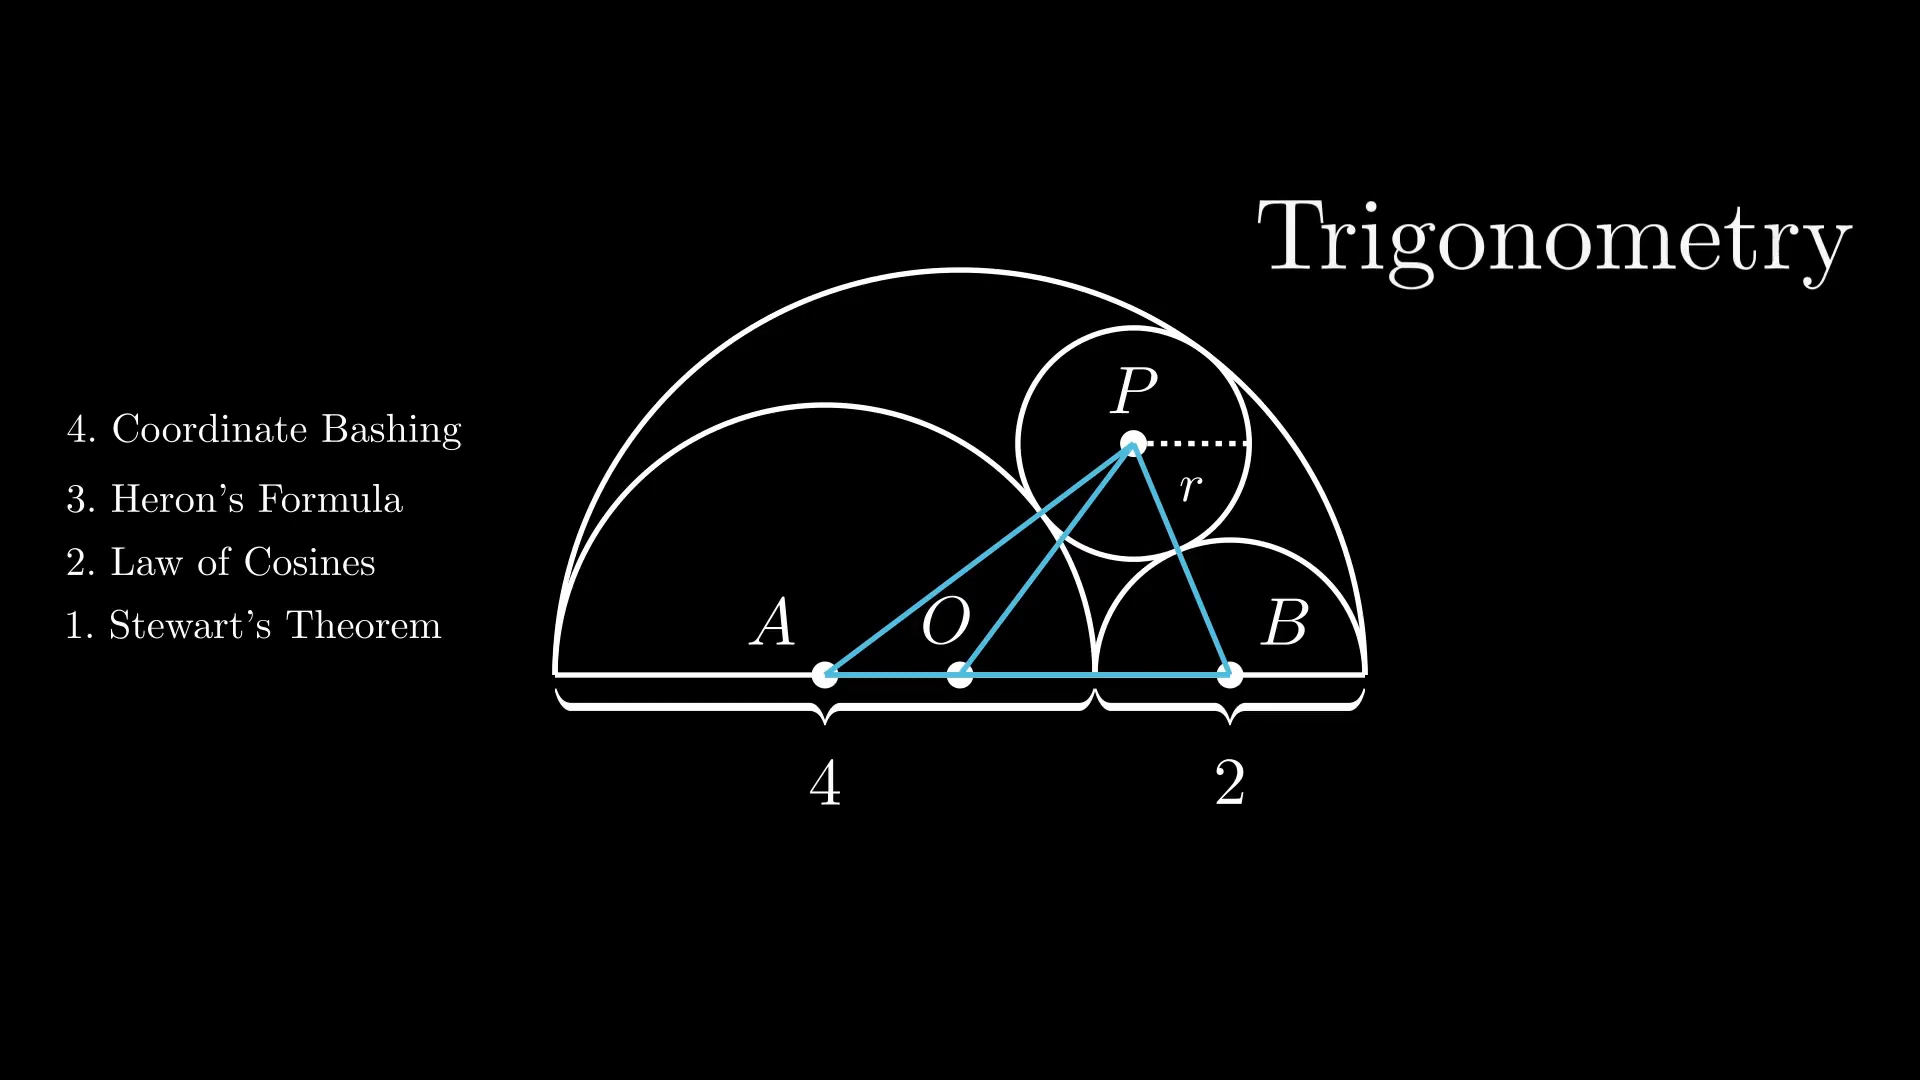 Trigonometry
4. Coordinate Bashing
3. Heron's Formula
2. Law of Cosines
1. Stewart's Theorem
P
r
A
O
B
4
2